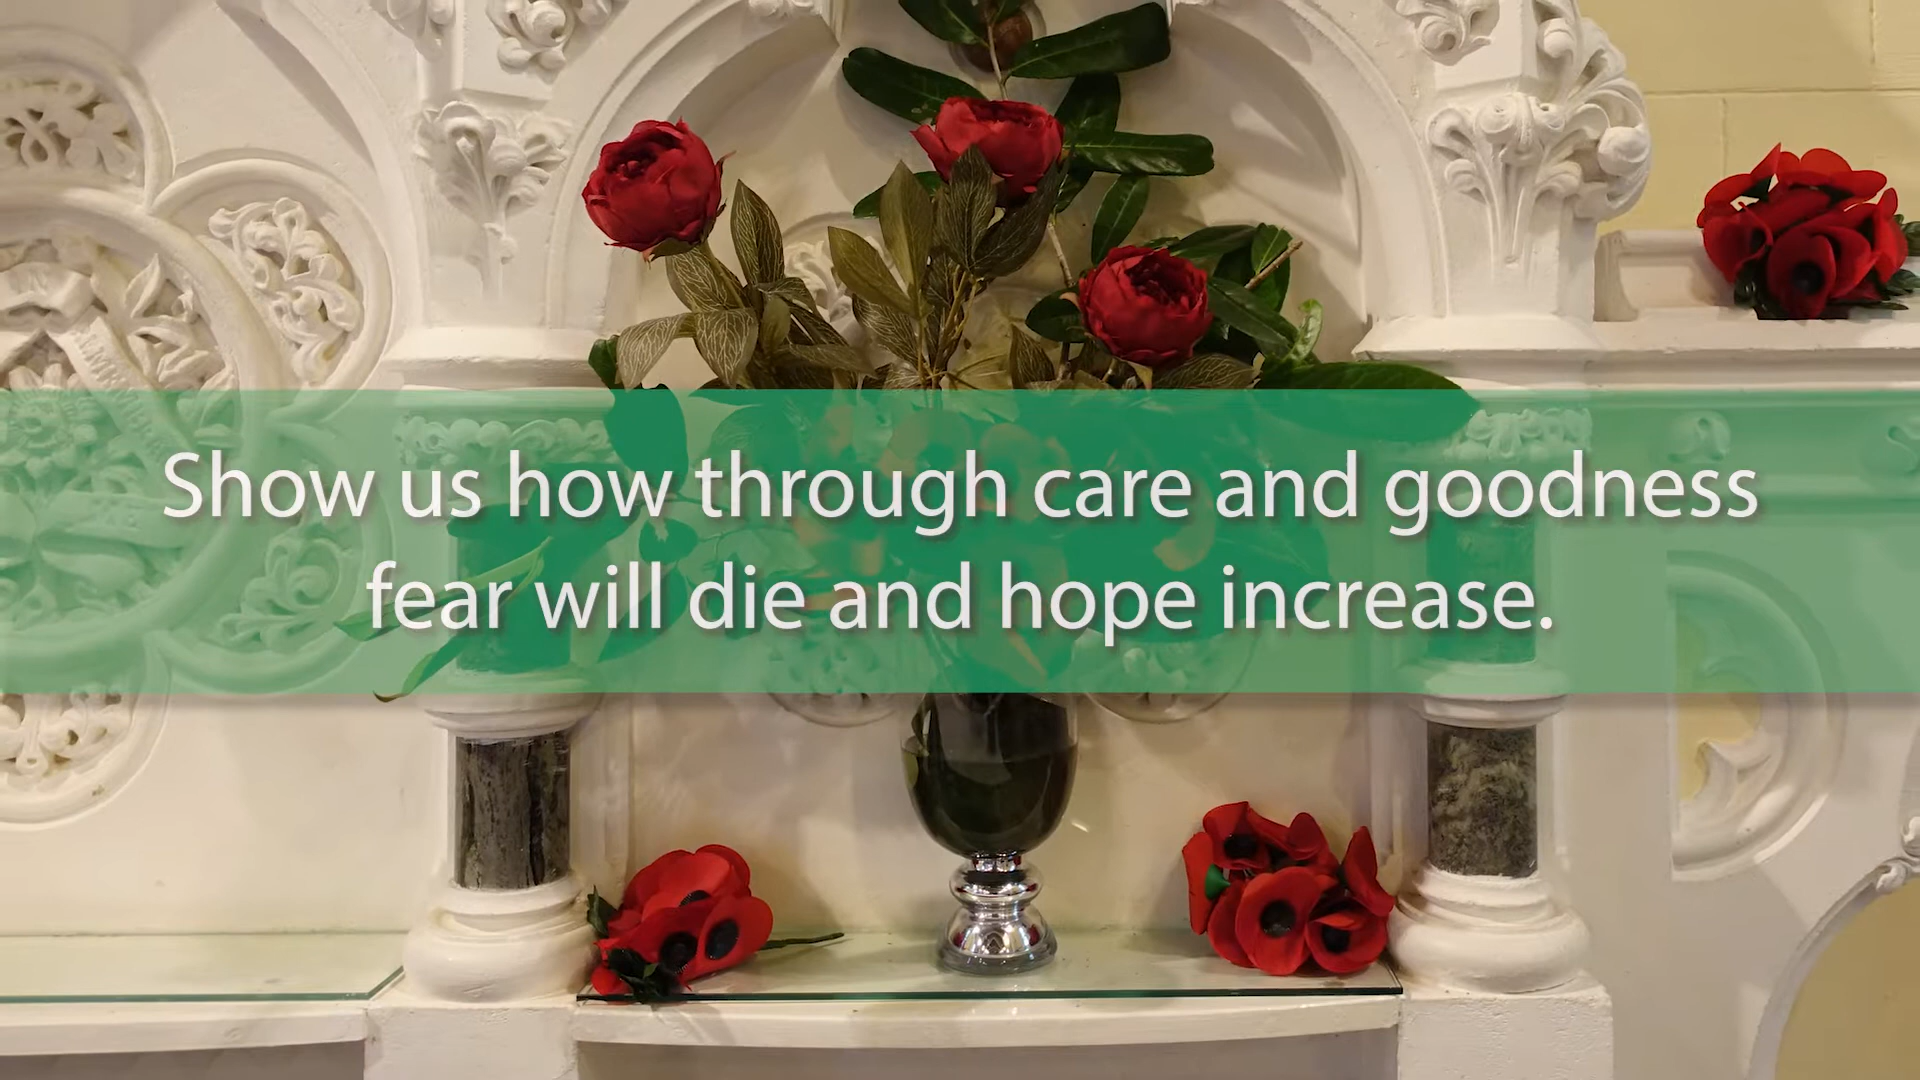 Show us how through care and goodness
fear will die and hope increase.